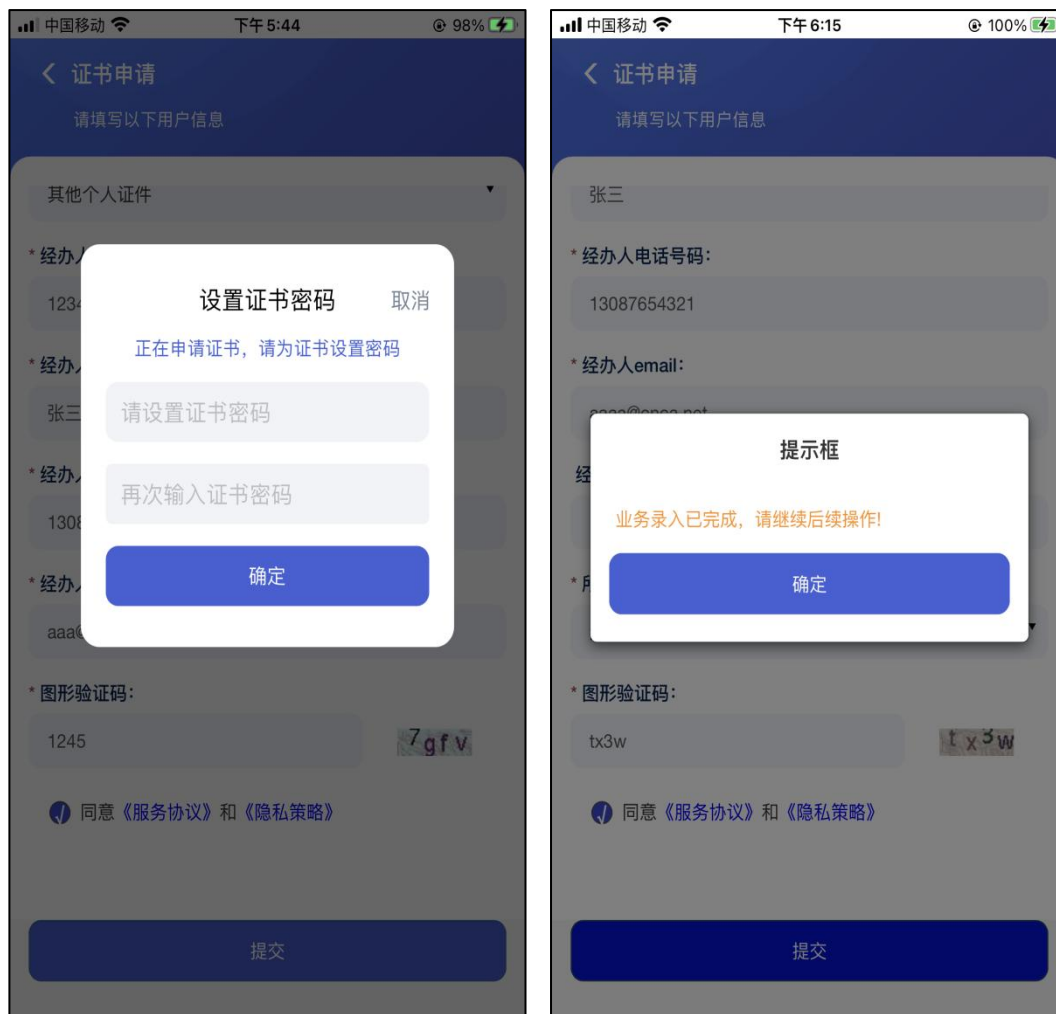 中国移动 下午5:44 98%
证书申请
请填写以下用户信息
其他个人证件
* 经办人
1234
设置证书密码 取消
正在申请证书，请为证书设置密码
请设置证书密码
再次输入证书密码
确定
* 经办
张三
* 经办
1308
* 经办
aaa@
* 图形验证码：
1245
7gfv
同意《服务协议》和《隐私策略》
提交
中国移动 下午6:15 100%
证书申请
请填写以下用户信息
张三
* 经办人电话号码：
13087654321
* 经办人email：
提示框
业务录入已完成，请继续后续操作!
确定
经
* 图形验证码：
tx3w
tx3w
同意《服务协议》和《隐私策略》
提交